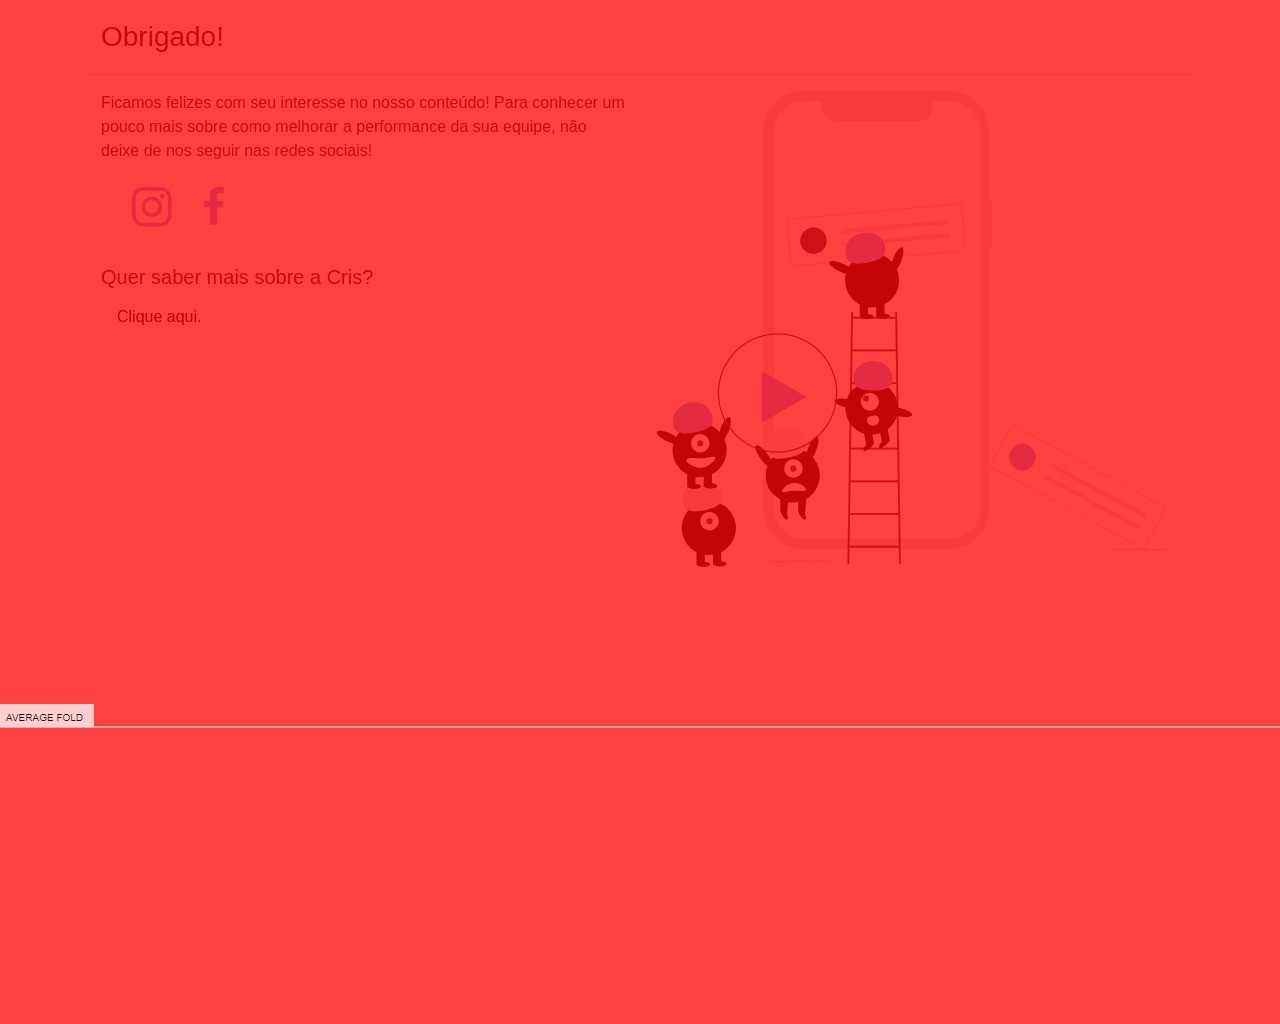 Obrigado!
Ficamos felizes com seu interesse no nosso conteúdo! Para conhecer um
pouco mais sobre como melhorar a performance da sua equipe, não
deixe de nos seguir nas redes sociais!
Quer saber mais sobre a Cris?
Clique aqui.
AVERAGE FOLD